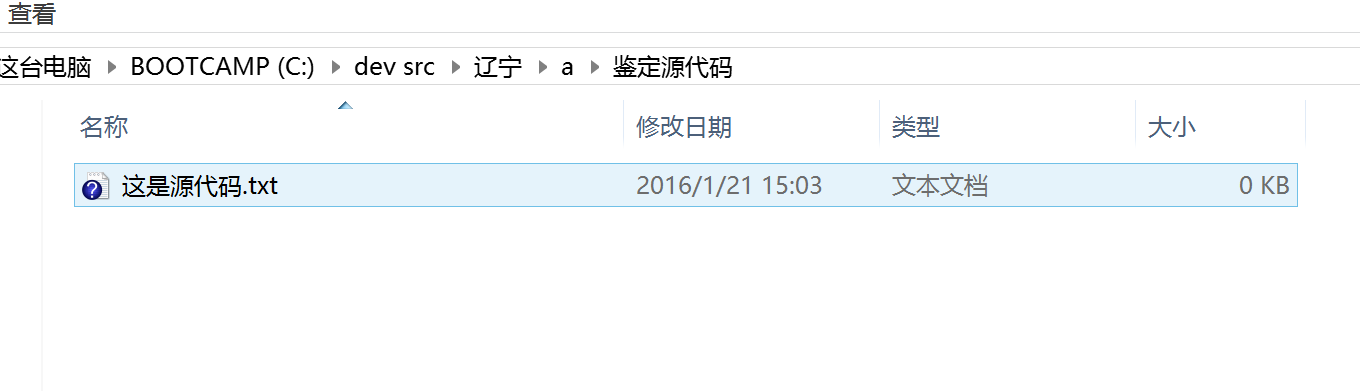 查看
这台电脑 BOOTCAMP (C:) dev src 辽宁 a 鉴定源代码
名称 修改日期 类型 大小
这是源代码.txt 2016/1/21 15:03 文本文档 0 KB